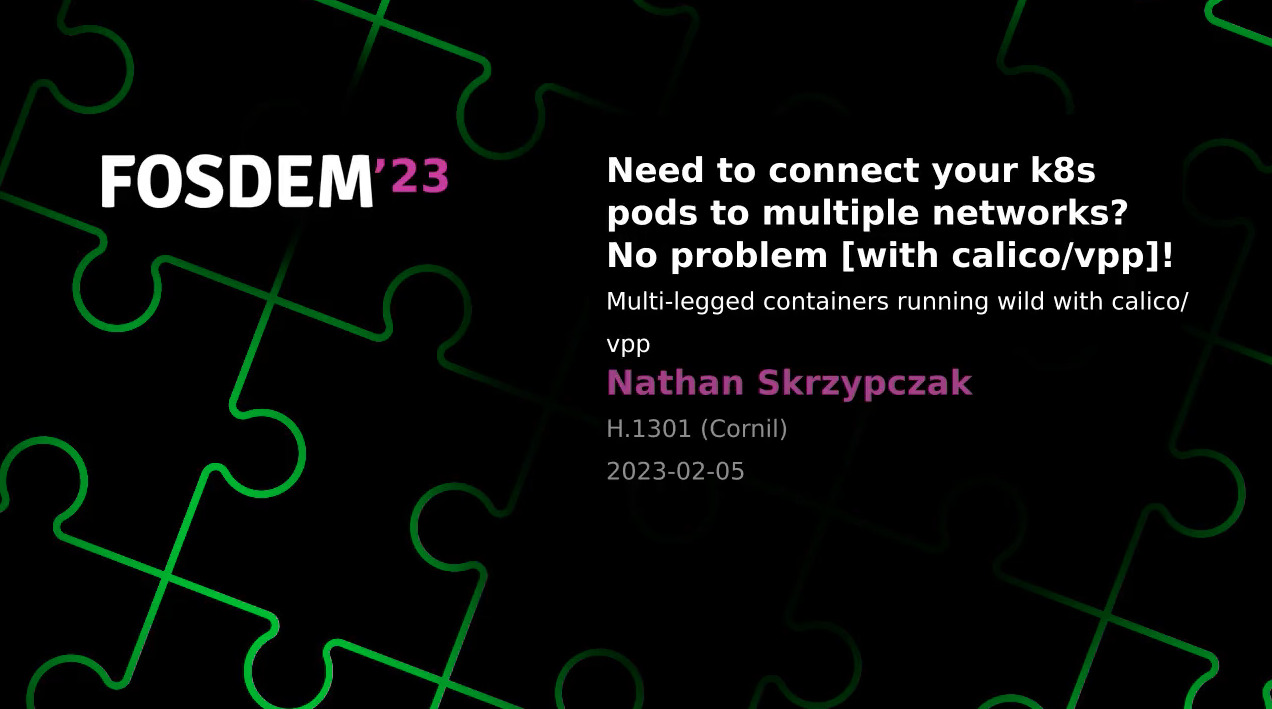 FOSDEM'23
Need to connect your k8s
pods to multiple networks?
No problem [with calico/vpp]!
Multi-legged containers running wild with calico/
vpp
Nathan Skrzypczak
H.1301 (Cornil)
2023-02-05